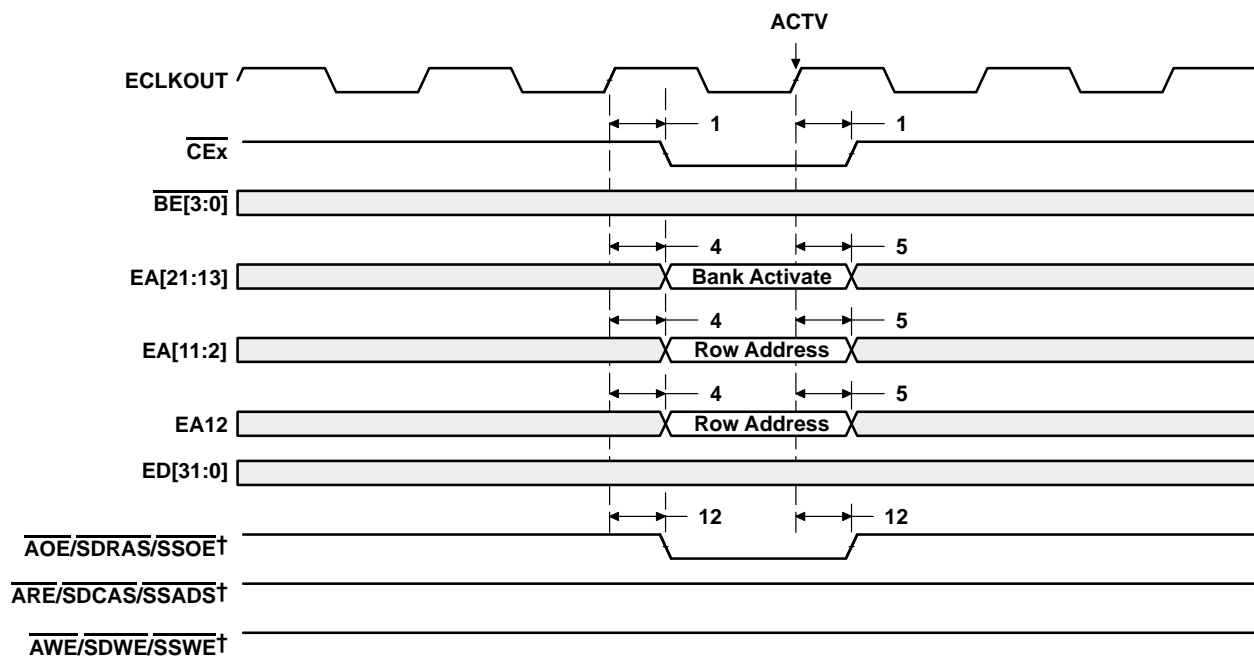 ACTV
ECLKOUT
1 1
CEx
BE[3:0]
4 5
EA[21:13] Bank Activate
4 5
EA[11:2] Row Address
4 5
EA12 Row Address
ED[31:0]
12 12
AOE/SDRAS/SSOE†
ARE/SDCAS/SSADS†
AWE/SDWE/SSWE†